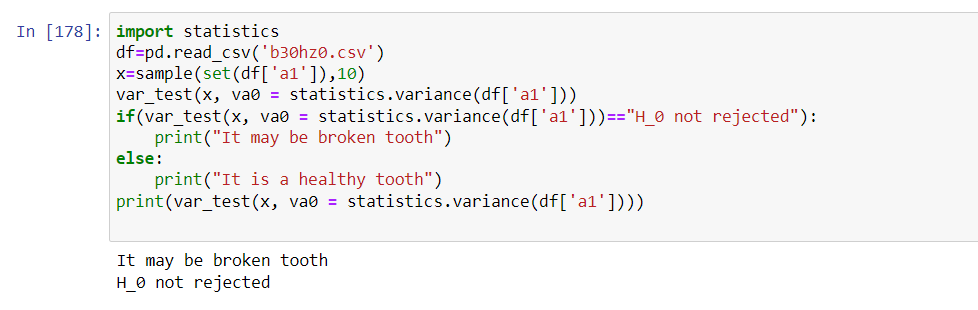 In [178]: import statistics
df=pd.read_csv('b30hz0.csv')
x=sample(set(df['a1']),10)
var_test(x, va0 = statistics.variance(df['a1']))
if(var_test(x, va0 = statistics.variance(df['a1']))=="H_0 not rejected"):
    print("It may be broken tooth")
else:
    print("It is a healthy tooth")
print(var_test(x, va0 = statistics.variance(df['a1'])))
It may be broken tooth
H_0 not rejected